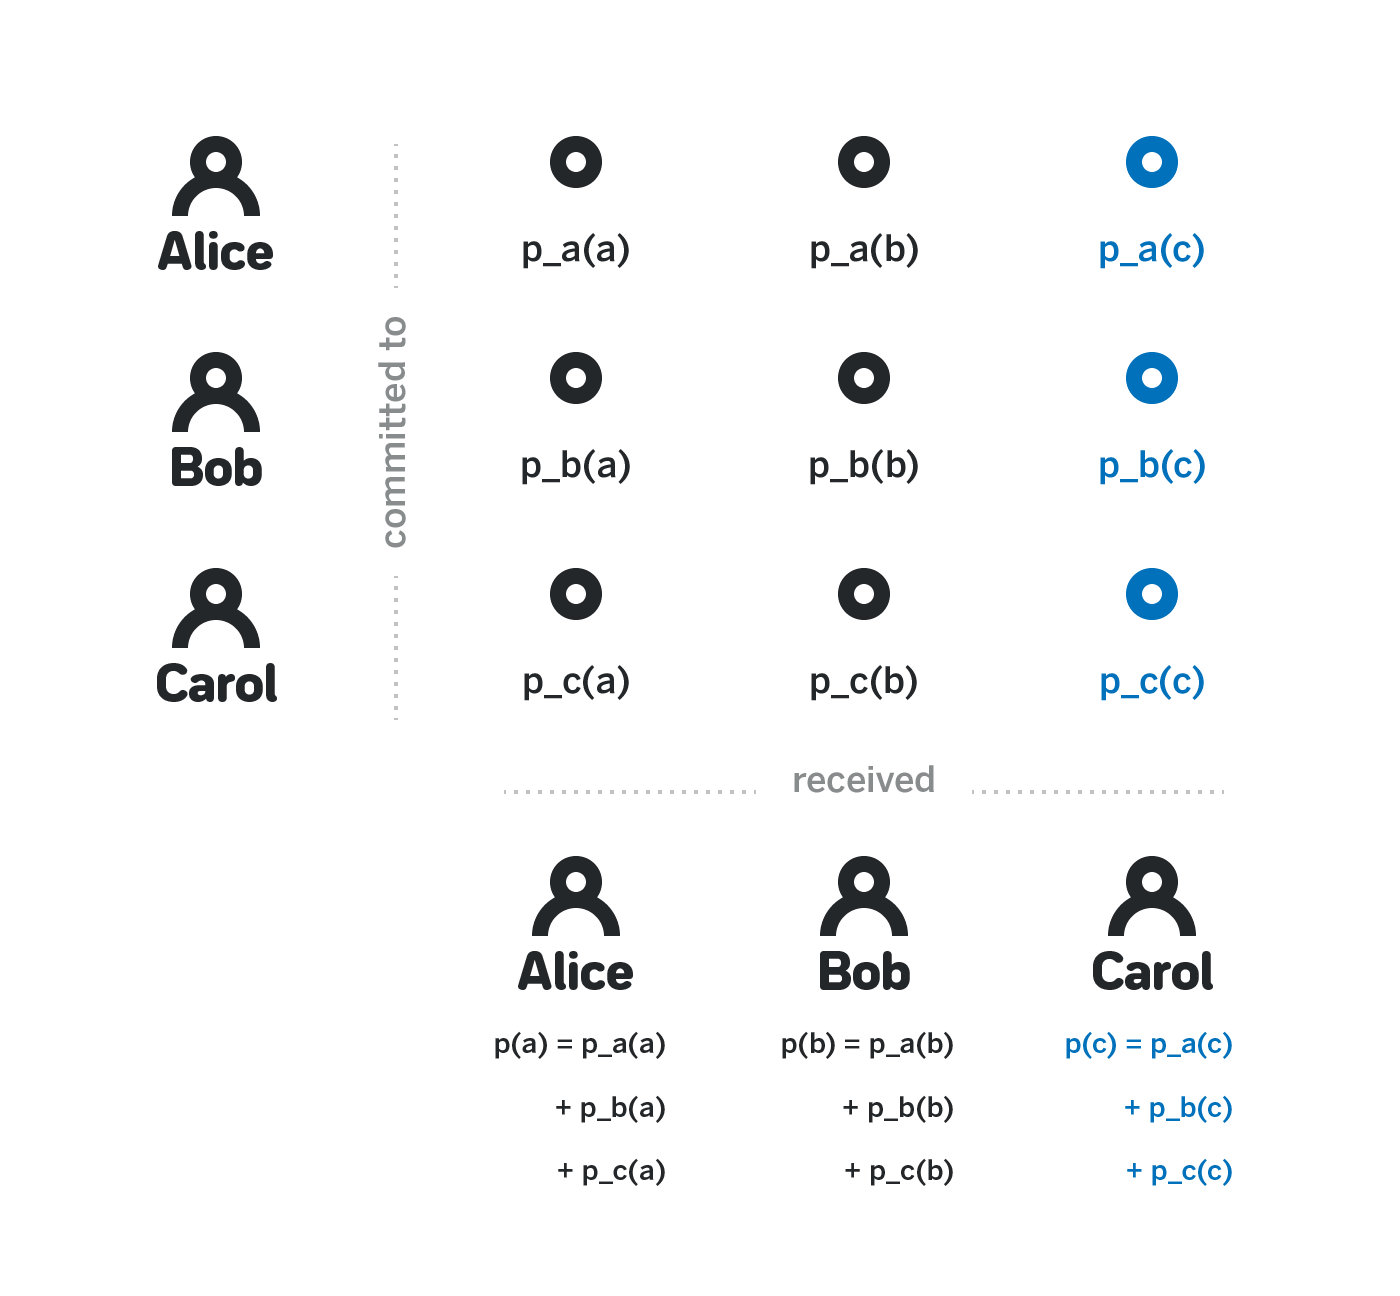 Alice
p_a(a)
p_a(b)
p_a(c)
committed to
Bob
p_b(a)
p_b(b)
p_b(c)
Carol
p_c(a)
p_c(b)
p_c(c)
received
Alice
Bob
Carol
p(a) = p_a(a)
+ p_b(a)
+ p_c(a)
p(b) = p_a(b)
+ p_b(b)
+ p_c(b)
p(c) = p_a(c)
+ p_b(c)
+ p_c(c)